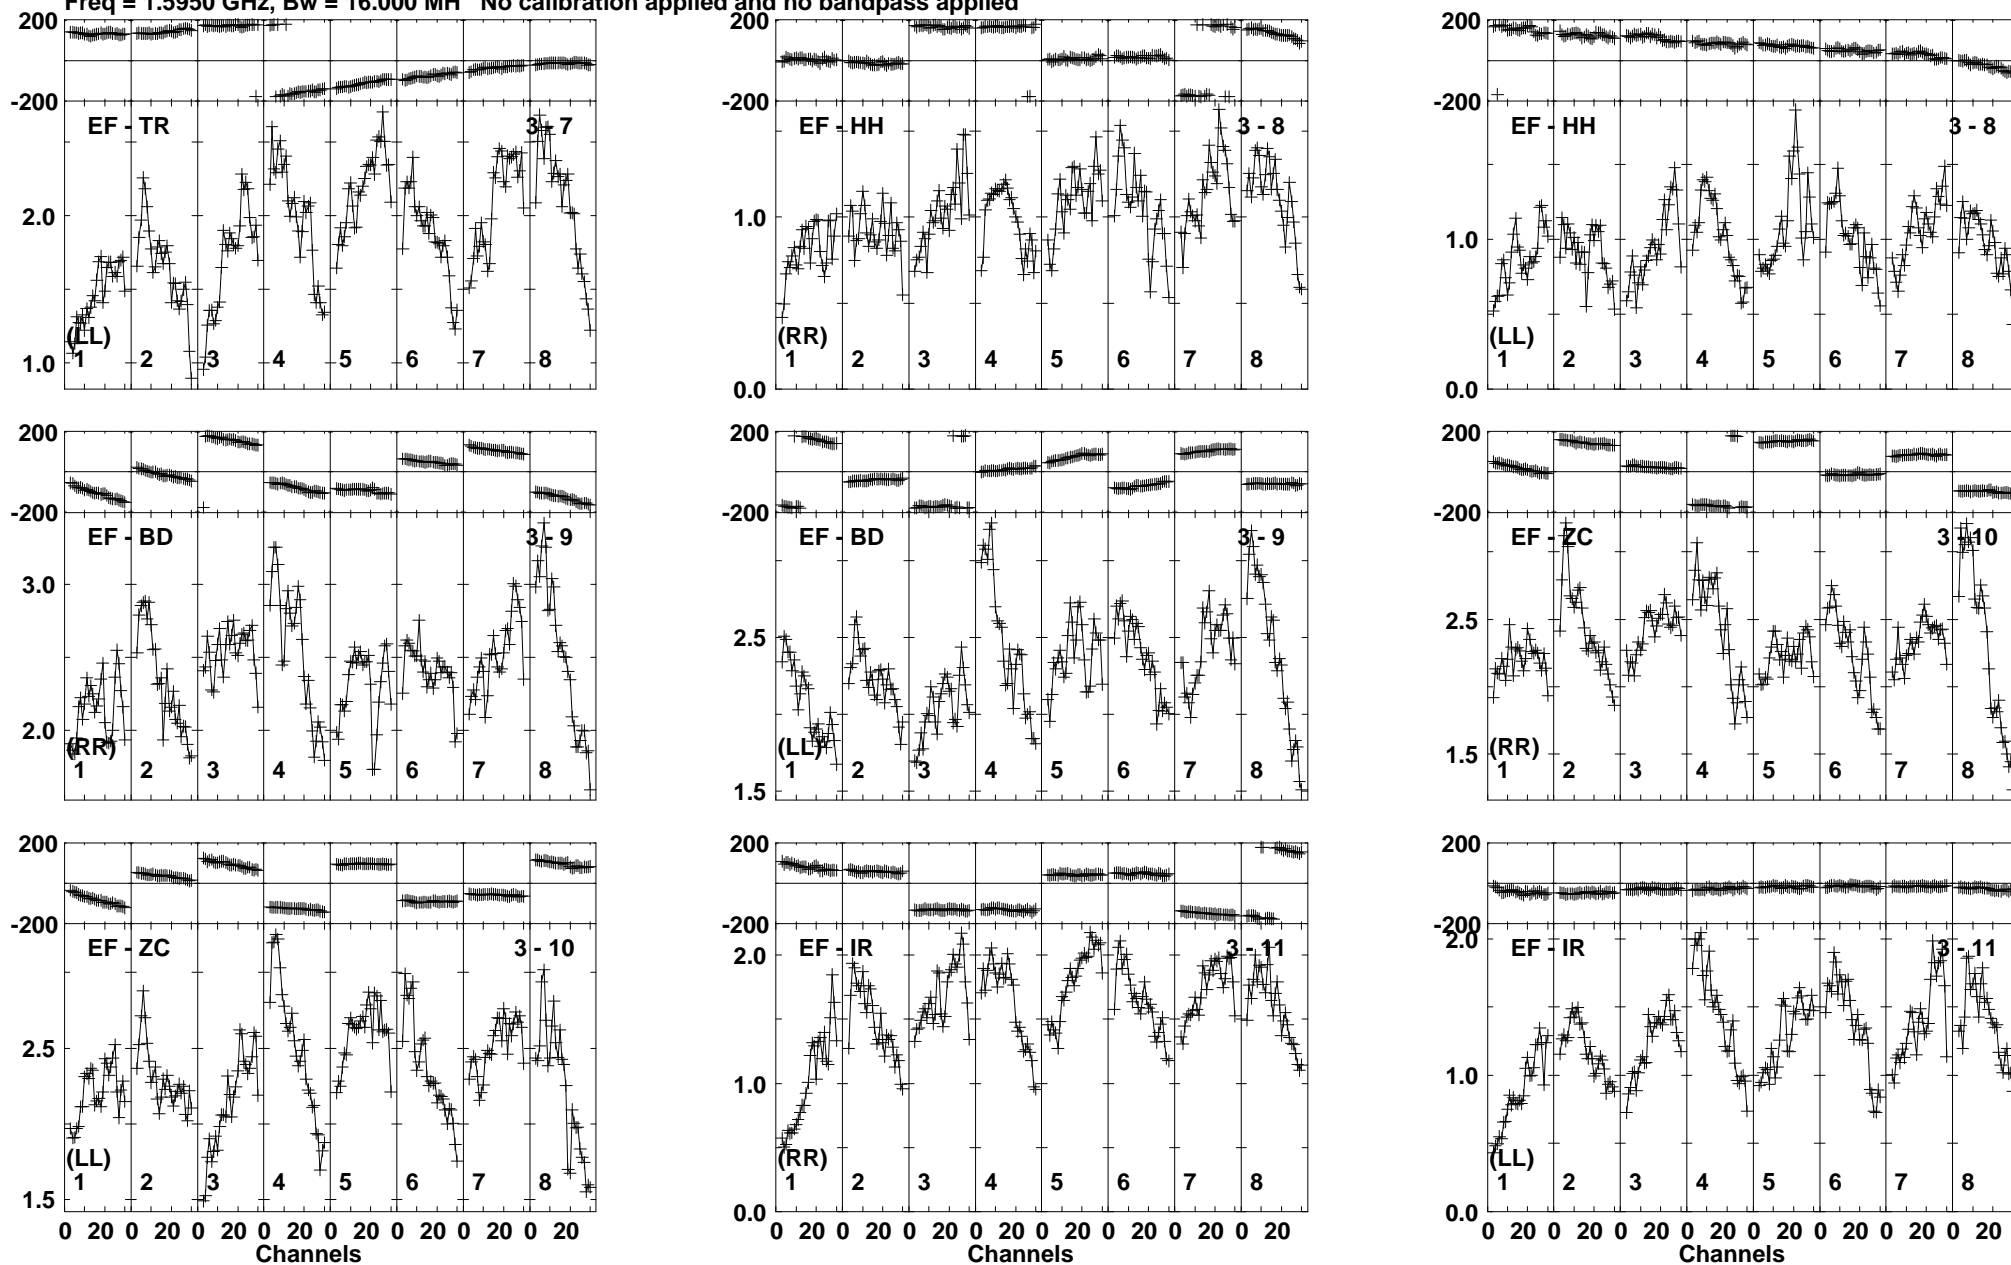 Freq = 1.5950 GHz, Bw = 16.000 MH No calibration applied and no bandpass applied
200 200 200
-200 -200 -200
EF - TR 3 - 7 EF - HH 3 - 8 EF - HH 3 - 8
2.0 1.0 1.0
(LL) (RR) (LL)
1 2 3 4 5 6 7 8 1 2 3 4 5 6 7 8 1 2 3 4 5 6 7 8
1.0 0.0 0.0
200 200 200
-200 -200 -200
EF - BD 3 - 9 EF - BD 3 - 9 EF - ZC 3 - 10
3.0 2.5 2.5
2.0
(RR) (LL) (RR)
1.5
1 2 3 4 5 6 7 8 1 2 3 4 5 6 7 8 1 2 3 4 5 6 7 8
1.5
200 200 200
-200 -200 -200
EF - ZC 3 - 10 EF - IR 3 - 11 EF - IR 3 - 11
2.0 2.0
2.5 1.0 1.0
(LL) (RR) (LL)
1 2 3 4 5 6 7 8 1 2 3 4 5 6 7 8 1 2 3 4 5 6 7 8
1.5 0.0 0.0
0 20 0 20 0 20 0 20 0 20 0 20 0 20 0 20 0 20 0 20 0 20 0 20 0 20 0 20 0 20 0 20 0 20 0 20 0 20 0 20 0 20 0 20 0 20 0 20
Channels Channels Channels